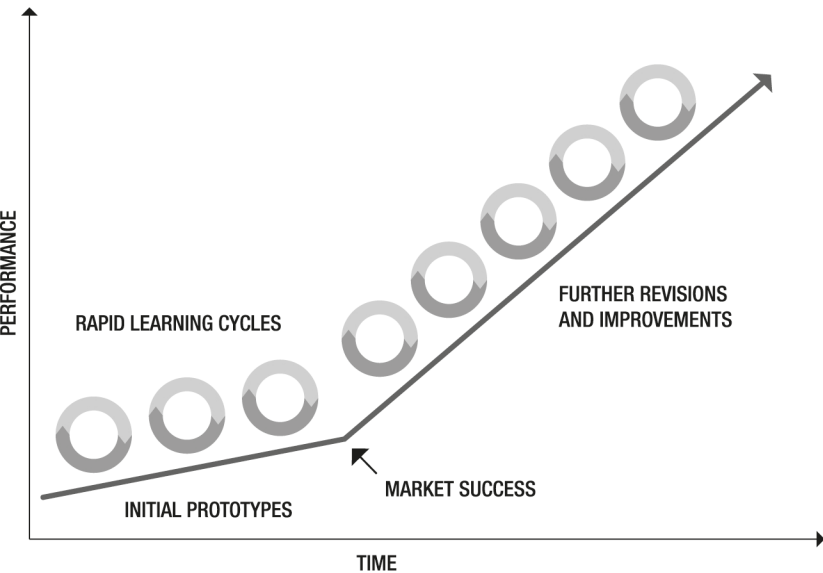 PERFORMANCE
RAPID LEARNING CYCLES
FURTHER REVISIONS
AND IMPROVEMENTS
MARKET SUCCESS
INITIAL PROTOTYPES
TIME